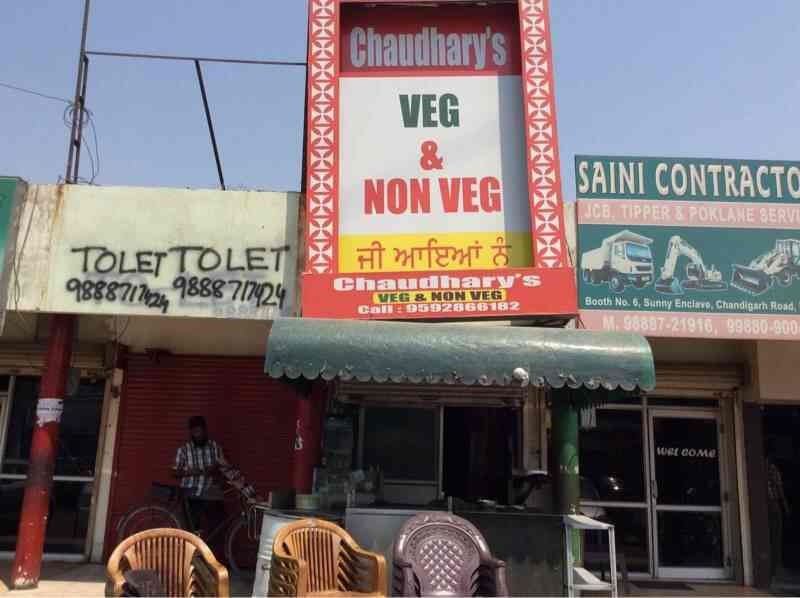 Chaudhary's
VEG
&
NON VEG
ਜੀ ਆਇਆਂ ਨੂੰ
Chaudhary's
VEG & NON VEG
Call : 9592866182
TOLET TOLET
9888717424 9888717424
SAINI CONTRACTO
JCB, TIPPER & POKLANE SERVI
Booth No. 6, Sunny Enclave, Chandigarh Road,
M. 98887-21916, 99880-900
WELCOME